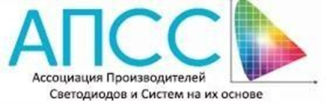 АПСС
Ассоциация Производителей
Светодиодов и Систем на их основе